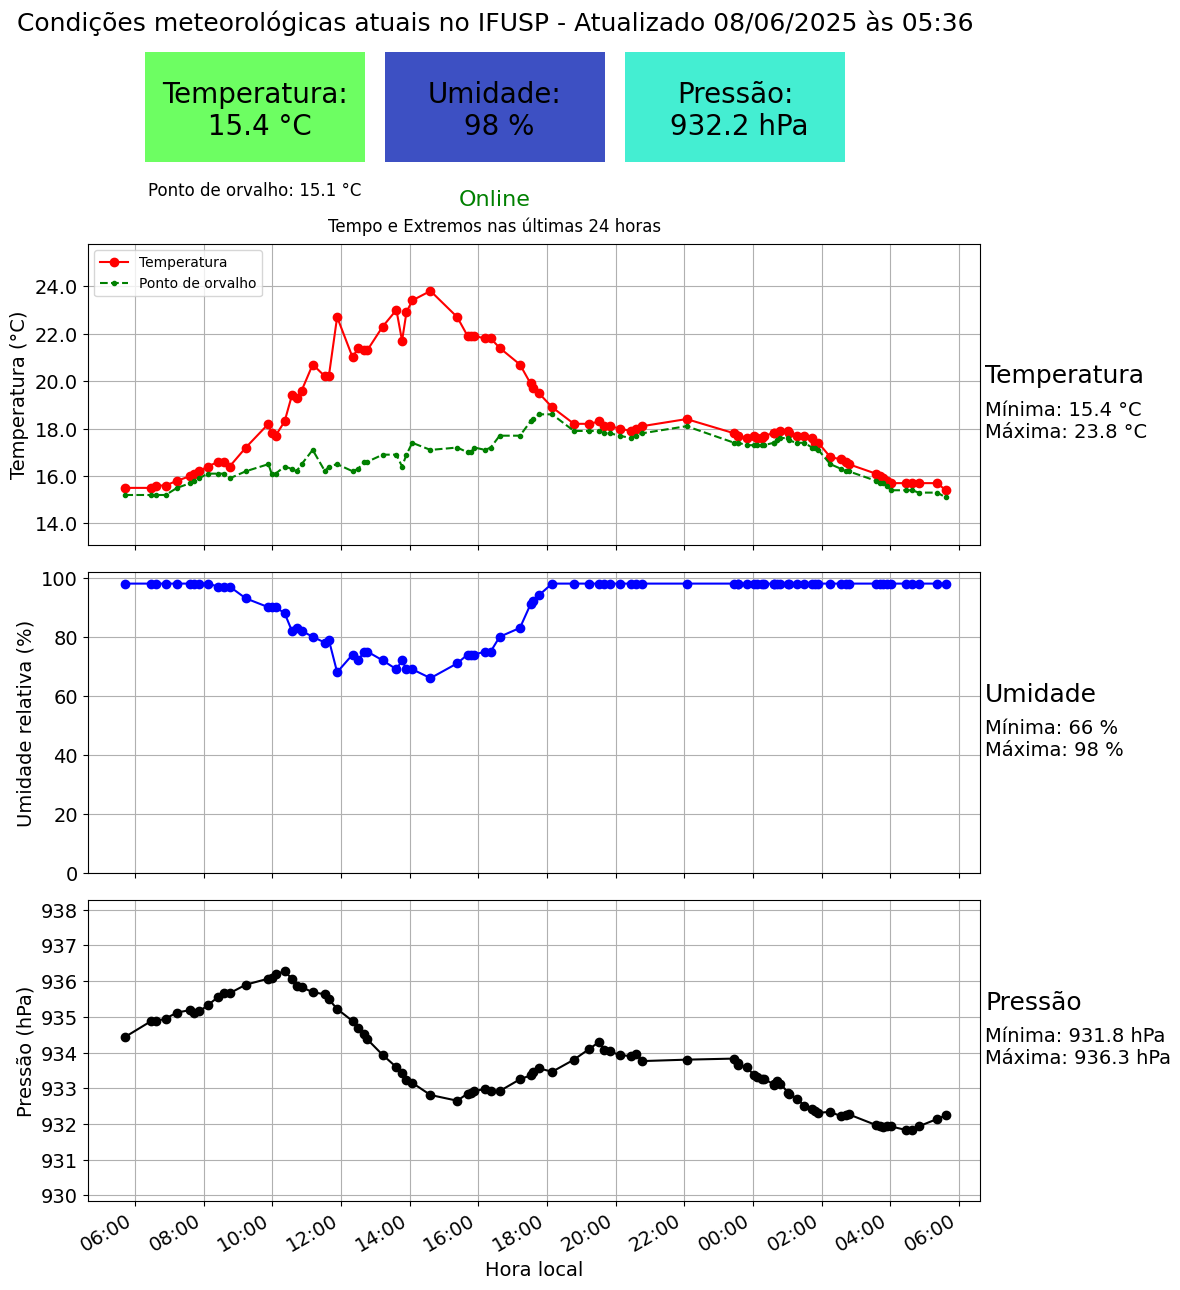 Condições meteorológicas atuais no IFUSP - Atualizado 08/06/2025 às 05:36
Temperatura:
15.4 °C
Umidade:
98 %
Pressão:
932.2 hPa
Ponto de orvalho: 15.1 °C
Online
Tempo e Extremos nas últimas 24 horas
Temperatura
Ponto de orvalho
Temperatura (°C)
24.0
22.0
20.0
18.0
16.0
14.0
Temperatura
Mínima: 15.4 °C
Máxima: 23.8 °C
Umidade relativa (%)
100
80
60
40
20
0
Umidade
Mínima: 66 %
Máxima: 98 %
Pressão (hPa)
938
937
936
935
934
933
932
931
930
Pressão
Mínima: 931.8 hPa
Máxima: 936.3 hPa
06:00 08:00 10:00 12:00 14:00 16:00 18:00 20:00 22:00 00:00 02:00 04:00 06:00
Hora local